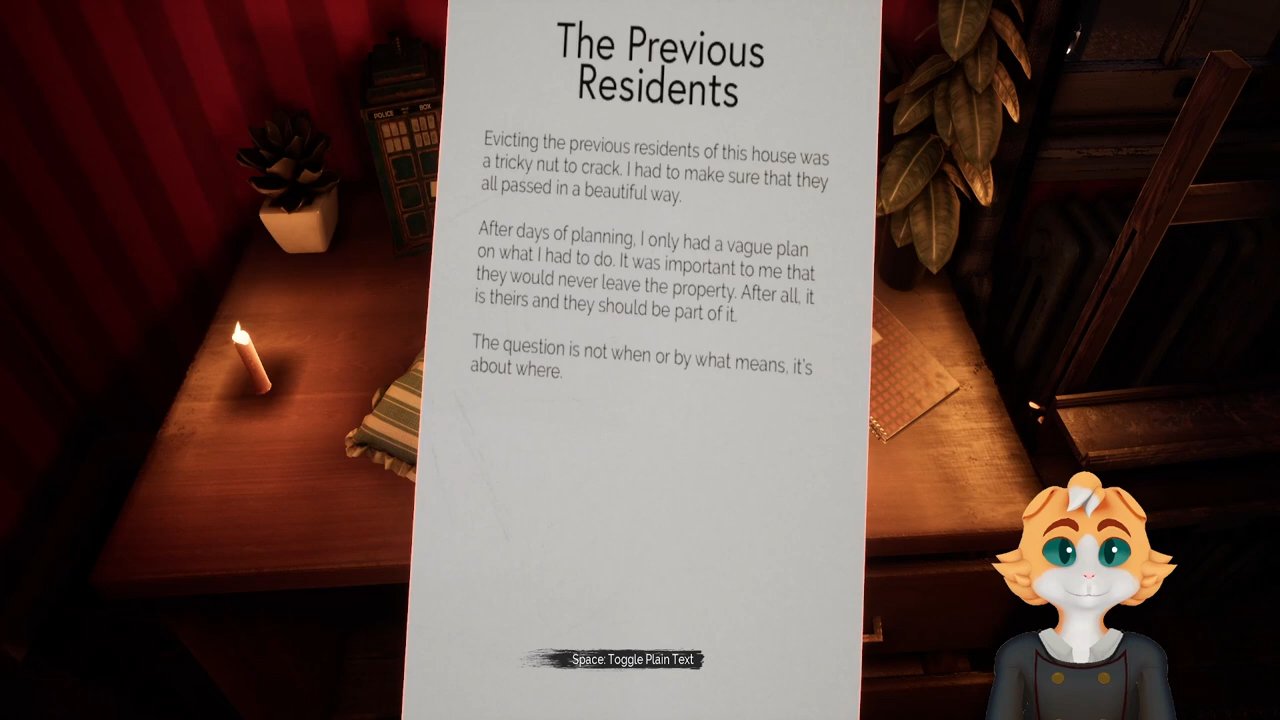 POLICE BOX
The Previous
Residents
Evicting the previous residents of this house was
a tricky nut to crack. I had to make sure that they
all passed in a beautiful way.
After days of planning, I only had a vague plan
on what I had to do. It was important to me that
they would never leave the property. After all, it
is theirs and they should be part of it.
The question is not when or by what means, it's
about where.
Space: Toggle Plain Text